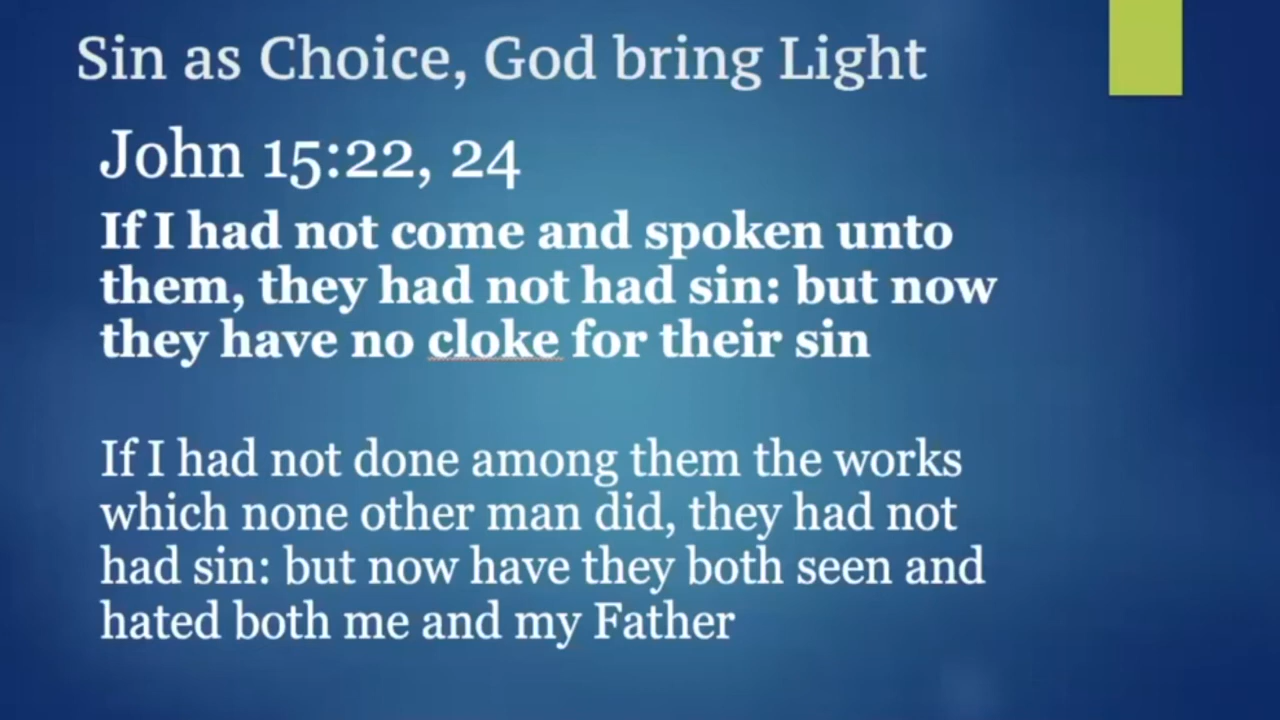 Sin as Choice, God bring Light
John 15:22, 24
If I had not come and spoken unto
them, they had not had sin: but now
they have no cloke for their sin
If I had not done among them the works
which none other man did, they had not
had sin: but now have they both seen and
hated both me and my Father